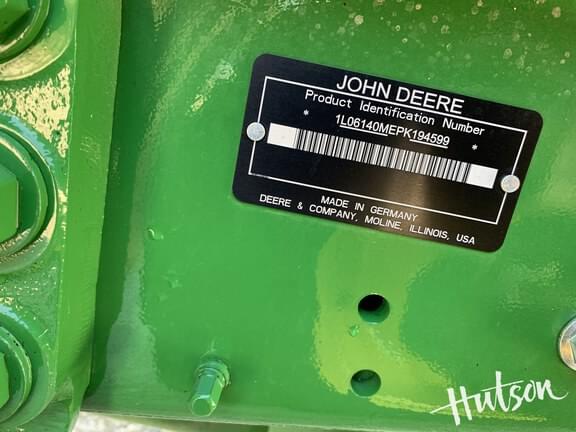 JOHN DEERE
Product Identification Number
* 1L06140MEPK194599 *
MADE IN GERMANY
DEERE & COMPANY, MOLINE, ILLINOIS, USA
Hutson